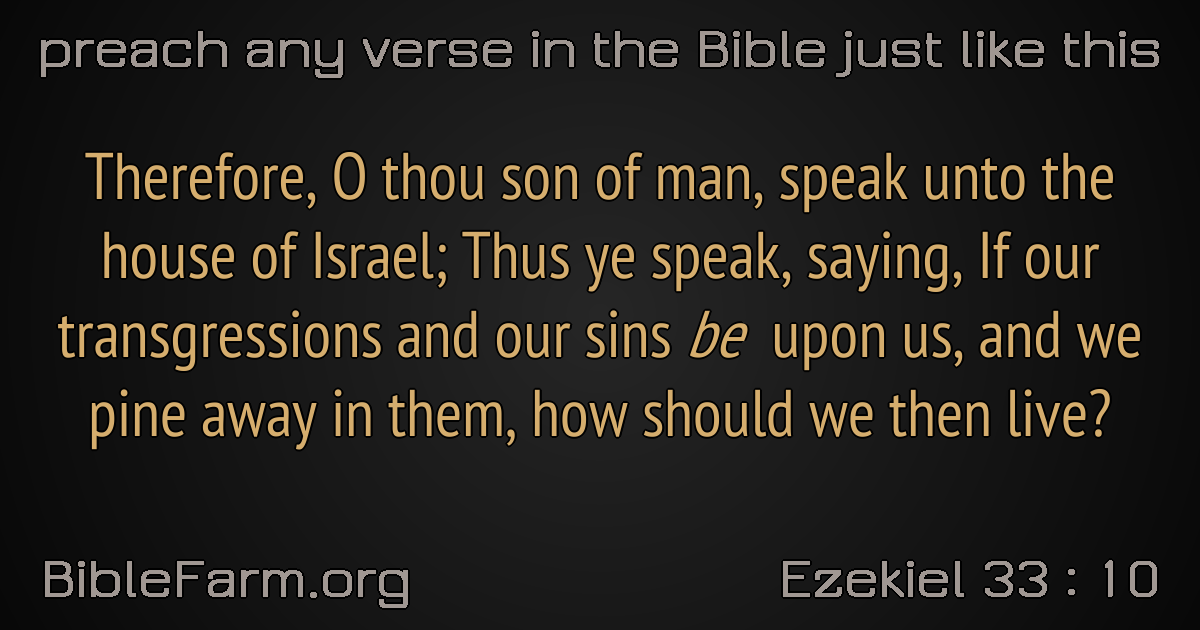 preach any verse in the Bible just like this
Therefore, O thou son of man, speak unto the
house of Israel; Thus ye speak, saying, If our
transgressions and our sins be upon us, and we
pine away in them, how should we then live?
BibleFarm.org
Ezekiel 33 : 10